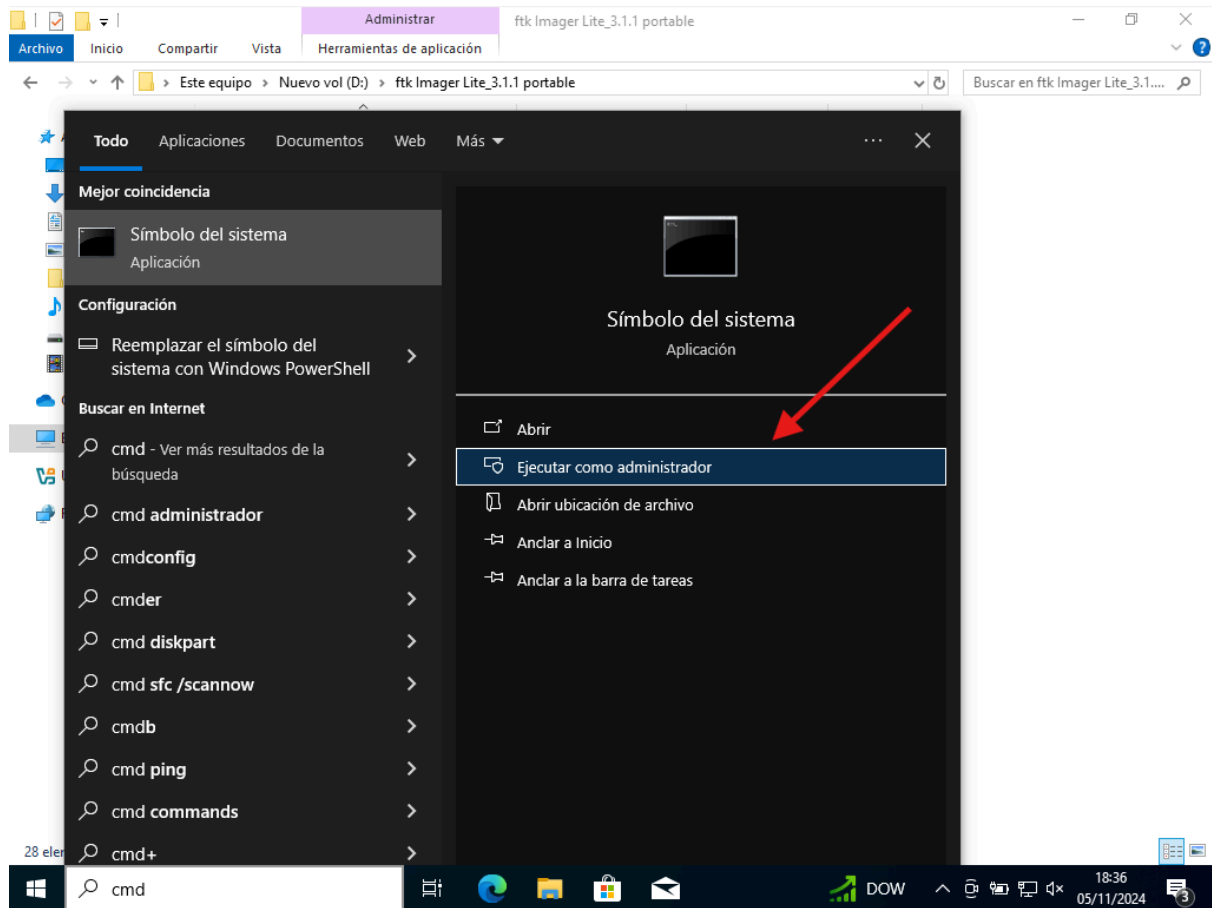 Administrar
ftk Imager Lite_3.1.1 portable
Archivo
Inicio
Compartir
Vista
Herramientas de aplicación
Este equipo > Nuevo vol (D:) > ftk Imager Lite_3.1.1 portable
Buscar en ftk Imager Lite_3.1....
Todo
Aplicaciones
Documentos
Web
Más
Mejor coincidencia
Símbolo del sistema
Aplicación
Configuración
Reemplazar el símbolo del
sistema con Windows PowerShell
Buscar en Internet
cmd - Ver más resultados de la
búsqueda
cmd administrador
cmdconfig
cmder
cmd diskpart
cmd sfc /scannow
cmdb
cmd ping
cmd commands
cmd+
Símbolo del sistema
Aplicación
Abrir
Ejecutar como administrador
Abrir ubicación de archivo
Anclar a Inicio
Anclar a la barra de tareas
28
cmd
DOW
18:36
05/11/2024
3